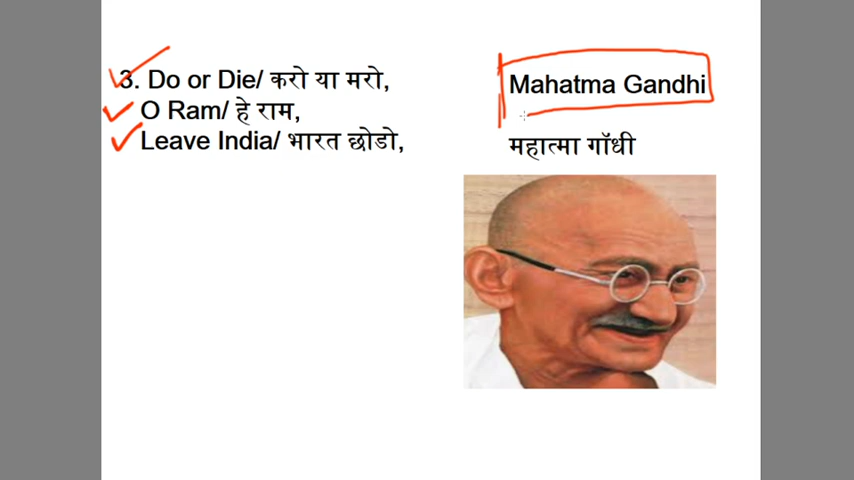 3. Do or Die/ करो या मरो,
O Ram/ हे राम,
Leave India/ भारत छोडो,
Mahatma Gandhi
महात्मा गॉधी